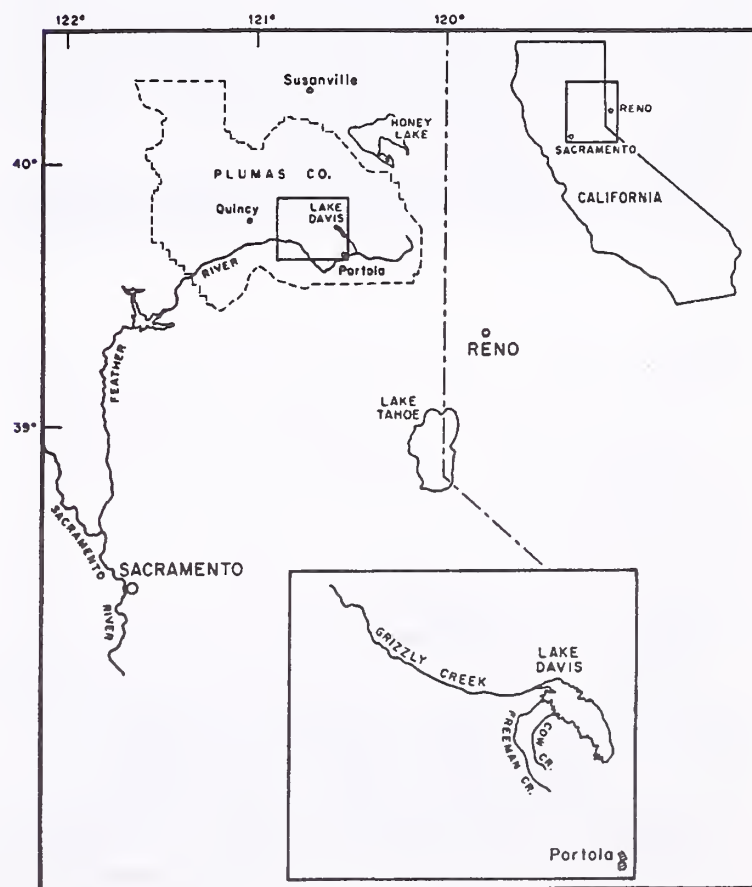 122°
121°
120°
Susanville
HONEY
LAKE
RENO
SACRAMENTO
40°
PLUMAS CO.
CALIFORNIA
LAKE
DAVIS
Quincy
RIVER
Portola
RENO
FEATHER
LAKE
TAHOE
39°
SACRAMENTO
RIVER
SACRAMENTO
GRIZZLY CREEK
LAKE
DAVIS
FREEMAN CR.
COW CR.
Portola